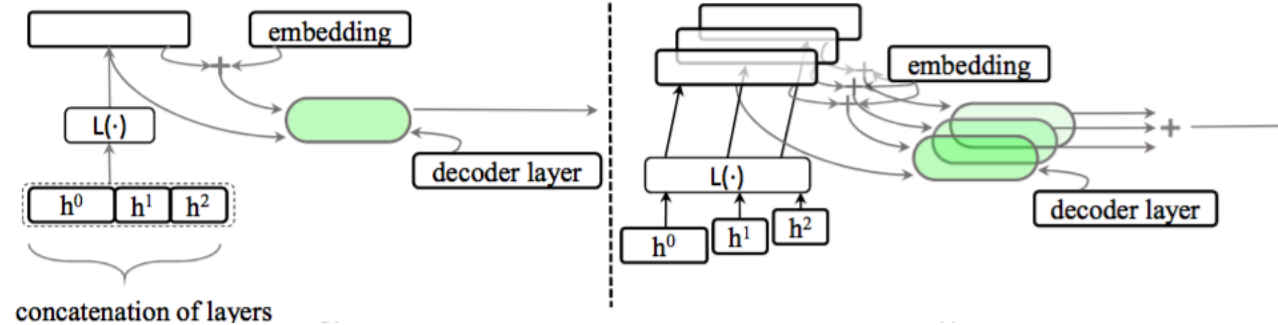 embedding
+
L(·)
decoder layer
h⁰ h¹ h²
concatenation of layers
embedding
+ + +
+
L(·)
decoder layer
h⁰ h¹ h²